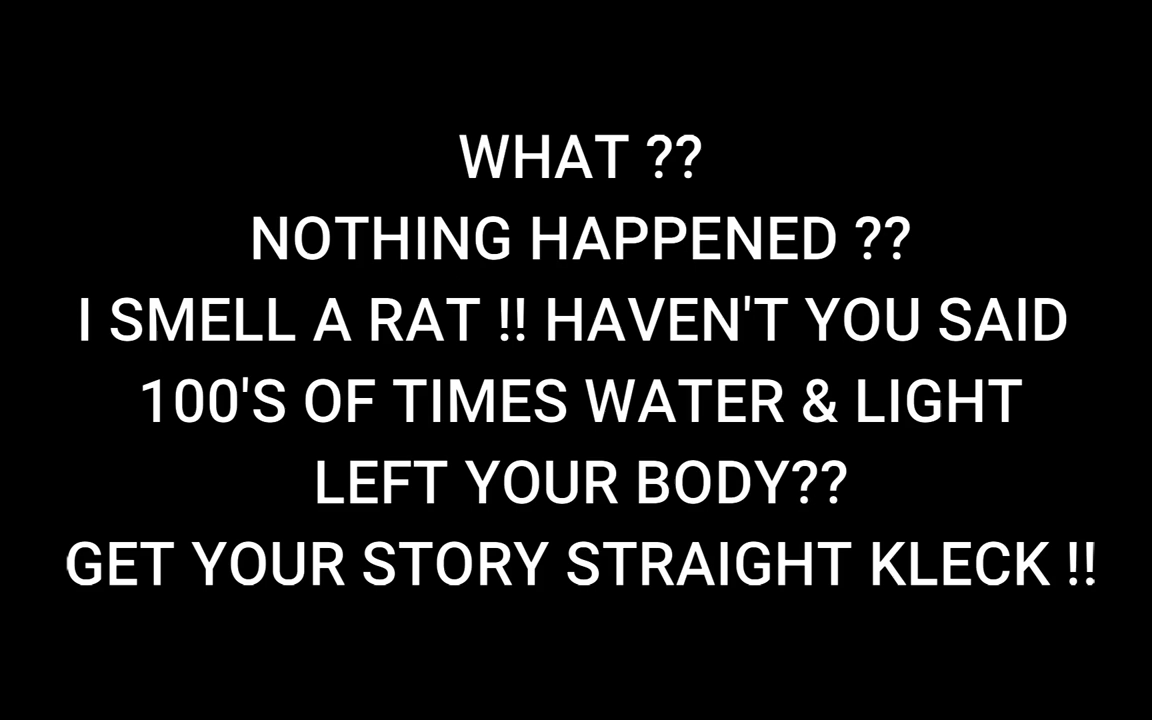 WHAT ??
NOTHING HAPPENED ??
I SMELL A RAT !! HAVEN'T YOU SAID
100'S OF TIMES WATER & LIGHT
LEFT YOUR BODY??
GET YOUR STORY STRAIGHT KLECK !!